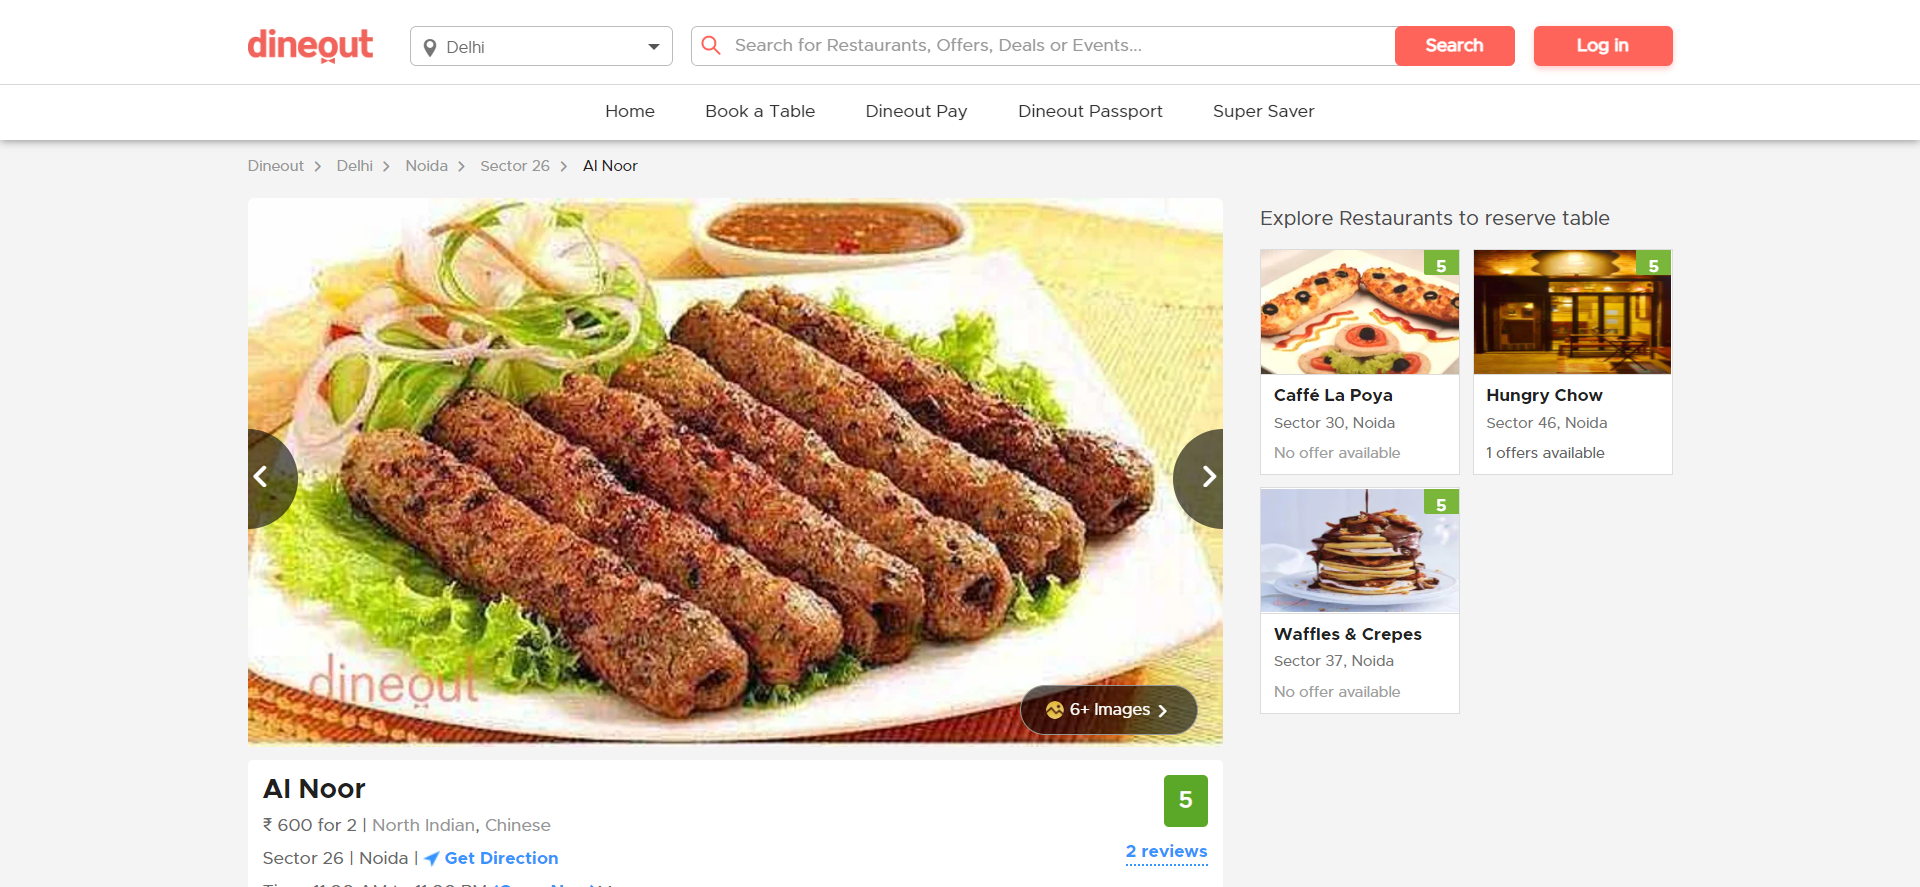 dineout
Delhi
Search for Restaurants, Offers, Deals or Events...
Search
Log in
Home
Book a Table
Dineout Pay
Dineout Passport
Super Saver
Dineout
Delhi
Noida
Sector 26
Al Noor
dineout
6+ Images
Explore Restaurants to reserve table
5
Caffé La Poya
Sector 30, Noida
No offer available
5
Hungry Chow
Sector 46, Noida
1 offers available
5
Waffles & Crepes
Sector 37, Noida
No offer available
Al Noor
5
₹ 600 for 2 | North Indian, Chinese
Sector 26 | Noida | Get Direction
2 reviews